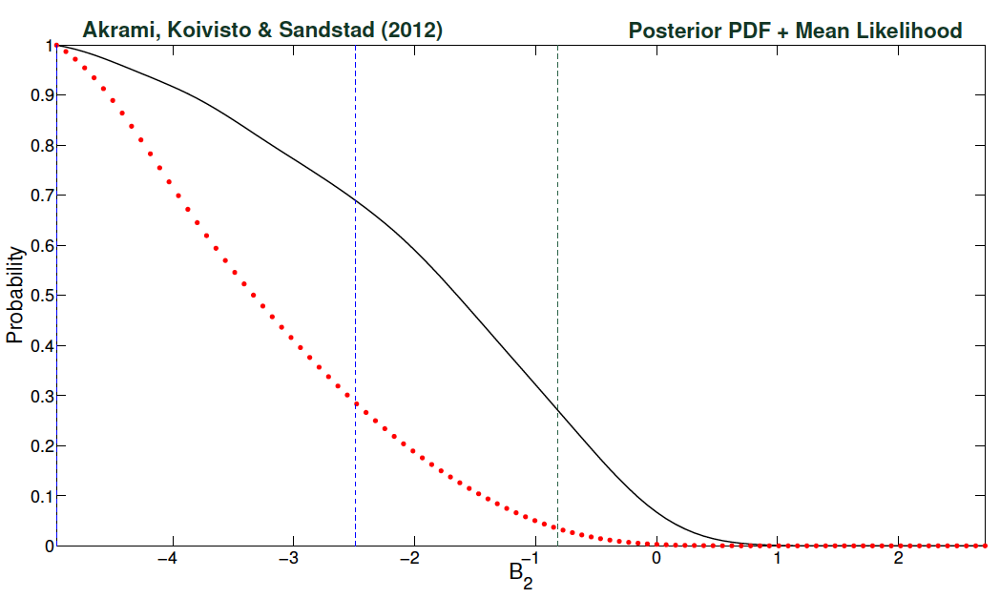 Akrami, Koivisto & Sandstad (2012) Posterior PDF + Mean Likelihood
1
0.9
0.8
0.7
0.6
0.5
0.4
0.3
0.2
0.1
0
Probability
−4 −3 −2 −1 0 1 2
B2